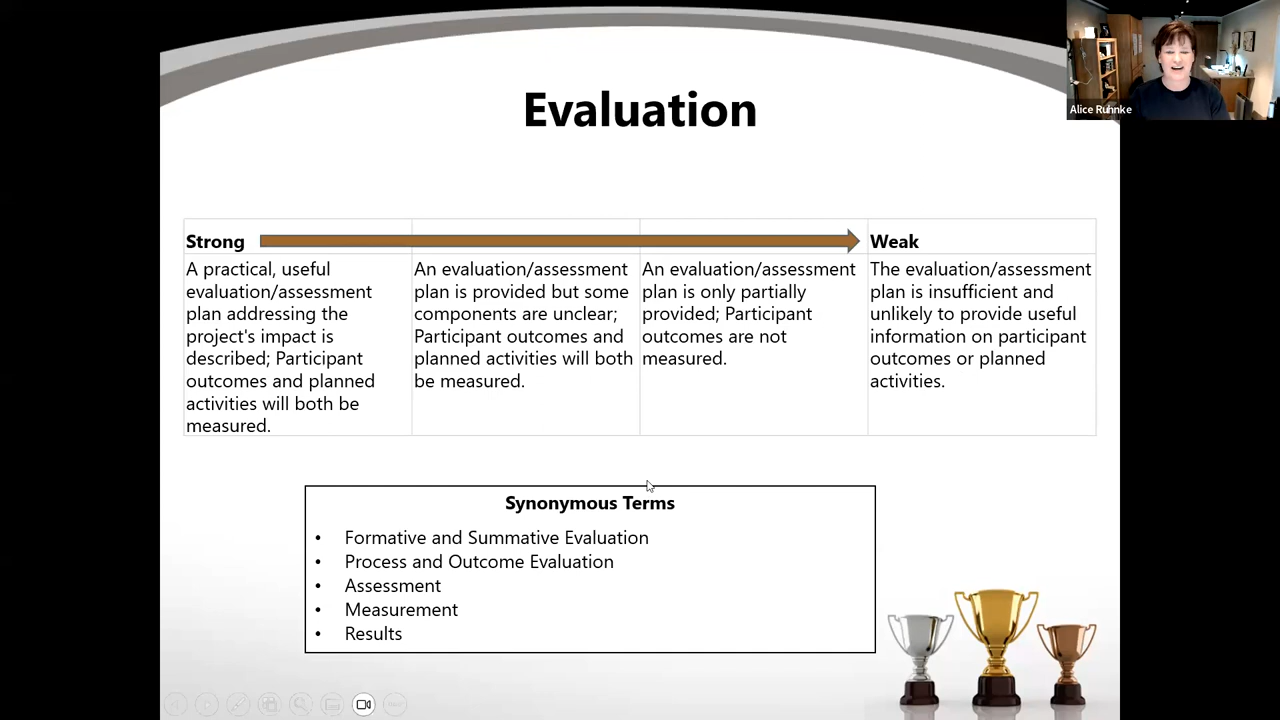 Alice Ruhnke
Evaluation
Strong
Weak
A practical, useful
evaluation/assessment
plan addressing the
project's impact is
described; Participant
outcomes and planned
activities will both be
measured.
An evaluation/assessment
plan is provided but some
components are unclear;
Participant outcomes and
planned activities will both
be measured.
An evaluation/assessment
plan is only partially
provided; Participant
outcomes are not
measured.
The evaluation/assessment
plan is insufficient and
unlikely to provide useful
information on participant
outcomes or planned
activities.
Synonymous Terms
• Formative and Summative Evaluation
• Process and Outcome Evaluation
• Assessment
• Measurement
• Results